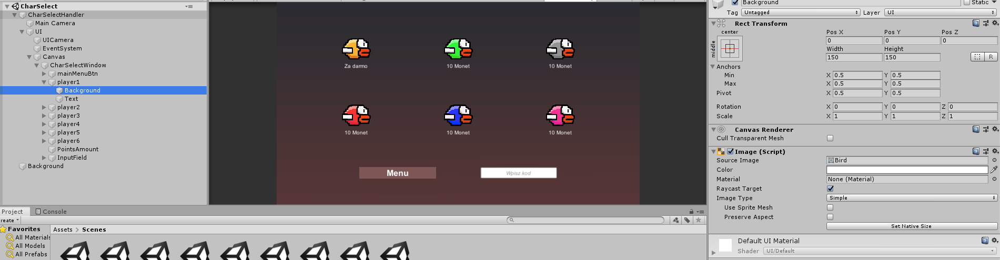 CharSelect
CharSelectHandler
Main Camera
UI
UICamera
EventSystem
Canvas
CharSelectWindow
mainMenuBtn
player1
Background
Text
player2
player3
player4
player5
player6
PointsAmount
InputField
Background
Za darmo
10 Monet
10 Monet
10 Monet
10 Monet
10 Monet
Menu
Wpisz kod
Project
Console
reate
Favorites
All Materials
All Models
All Prefabs
Assets > Scenes
Background
Static
Tag Untagged Layer UI
Rect Transform
center
middle
Pos X Pos Y Pos Z
0 0 0
Width Height
150 150
R
Anchors
Min X 0.5 Y 0.5
Max X 0.5 Y 0.5
Pivot X 0.5 Y 0.5
Rotation X 0 Y 0 Z 0
Scale X 1 Y 1 Z 1
Canvas Renderer
Cull Transparent Mesh
Image (Script)
Source Image Bird
Color
Material None (Material)
Raycast Target
Image Type Simple
Use Sprite Mesh
Preserve Aspect
Set Native Size
Default UI Material
Shader UI/Default